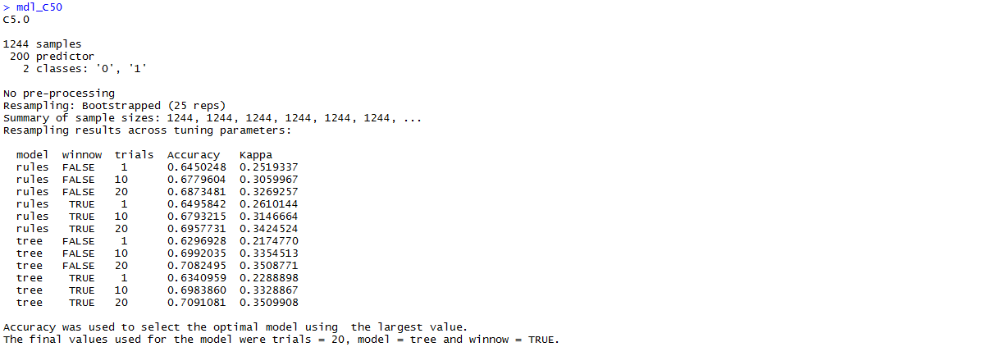 > mdl_C50
C5.0

1244 samples
 200 predictor
   2 classes: '0', '1'

No pre-processing
Resampling: Bootstrapped (25 reps)
Summary of sample sizes: 1244, 1244, 1244, 1244, 1244, 1244, ...
Resampling results across tuning parameters:

  model  winnow  trials  Accuracy   Kappa
  rules  FALSE    1      0.6450248  0.2519337
  rules  FALSE   10      0.6779604  0.3059967
  rules  FALSE   20      0.6873481  0.3269257
  rules   TRUE    1      0.6495842  0.2610144
  rules   TRUE   10      0.6793215  0.3146664
  rules   TRUE   20      0.6957731  0.3424524
  tree   FALSE    1      0.6296928  0.2174770
  tree   FALSE   10      0.6992035  0.3354513
  tree   FALSE   20      0.7082495  0.3508771
  tree    TRUE    1      0.6340959  0.2288898
  tree    TRUE   10      0.6983860  0.3328867
  tree    TRUE   20      0.7091081  0.3509908

Accuracy was used to select the optimal model using  the largest value.
The final values used for the model were trials = 20, model = tree and winnow = TRUE.